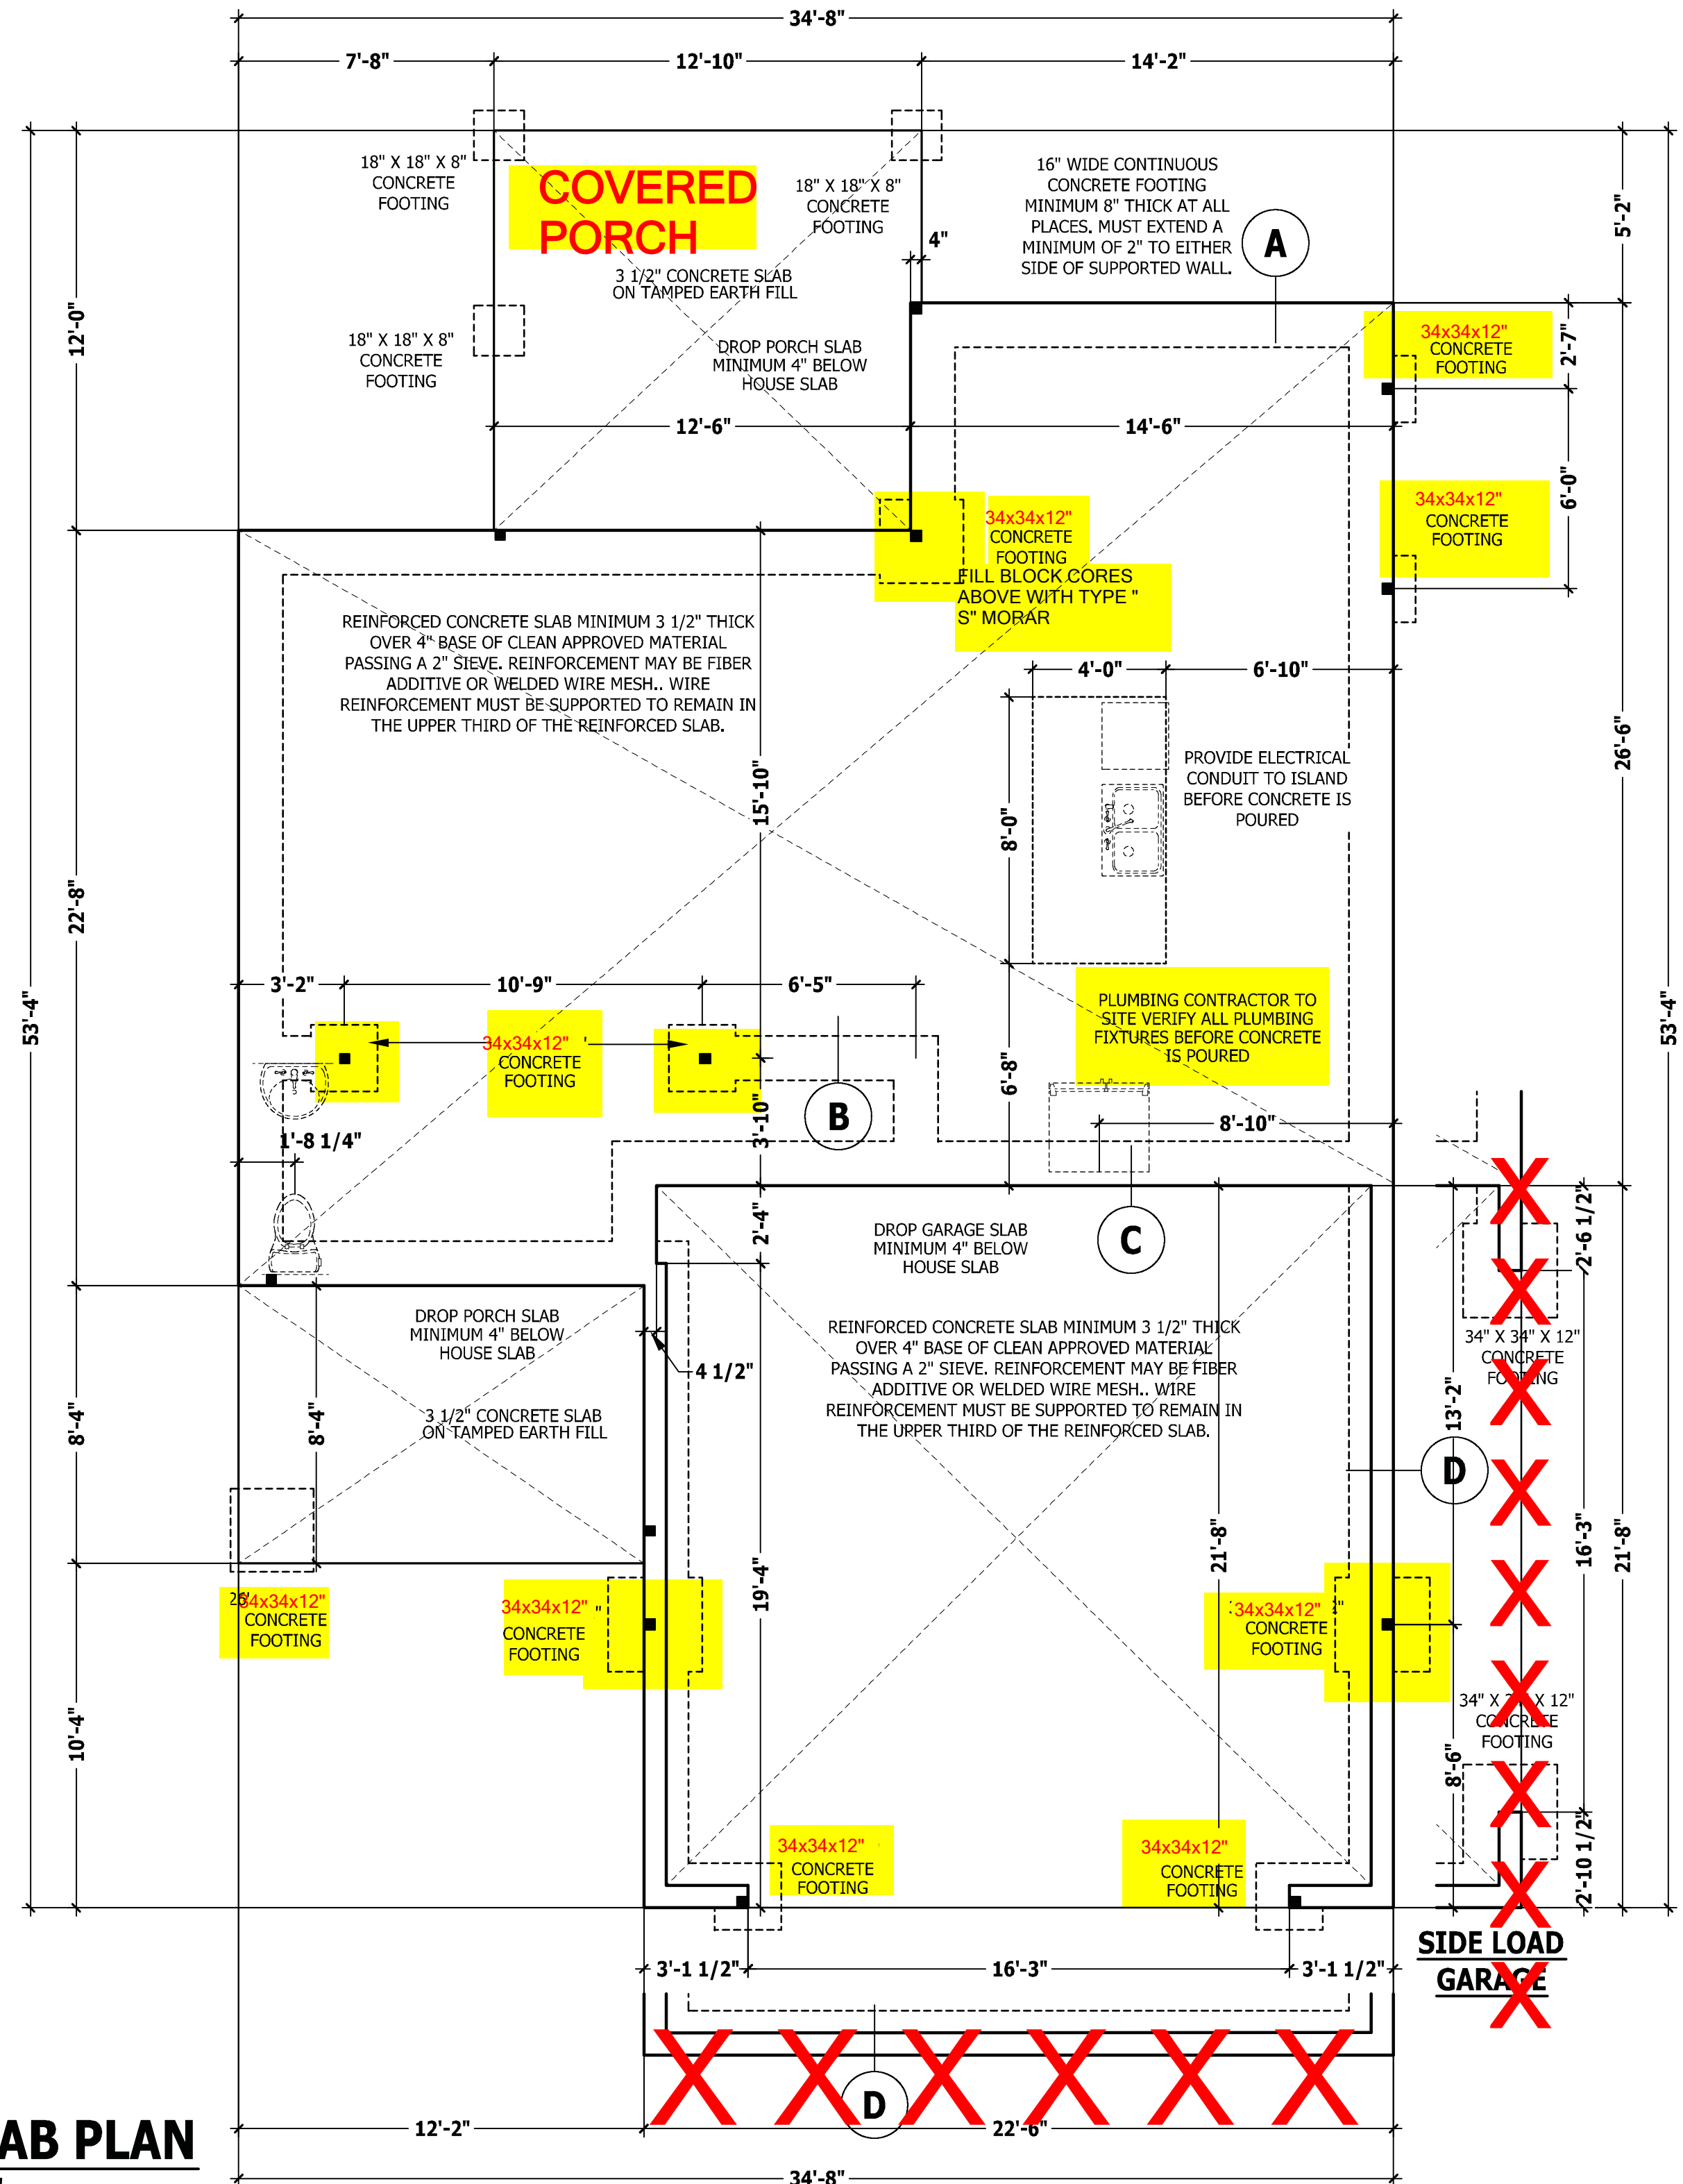 34'-8"
7'-8"
12'-10"
14'-2"
18" X 18" X 8"
CONCRETE
FOOTING
COVERED
PORCH
18" X 18" X 8"
CONCRETE
FOOTING
16" WIDE CONTINUOUS
CONCRETE FOOTING
MINIMUM 8" THICK AT ALL
PLACES. MUST EXTEND A
MINIMUM OF 2" TO EITHER
SIDE OF SUPPORTED WALL.
A
5'-2"
4"
3 1/2" CONCRETE SLAB
ON TAMPED EARTH FILL
12'-0"
18" X 18" X 8"
CONCRETE
FOOTING
DROP PORCH SLAB
MINIMUM 4" BELOW
HOUSE SLAB
34x34x12"
CONCRETE
FOOTING
2'-7"
12'-6"
14'-6"
34x34x12"
CONCRETE
FOOTING
6'-0"
34x34x12"
CONCRETE
FOOTING
FILL BLOCK CORES
ABOVE WITH TYPE "
S" MORAR
REINFORCED CONCRETE SLAB MINIMUM 3 1/2" THICK
OVER 4" BASE OF CLEAN APPROVED MATERIAL
PASSING A 2" SIEVE. REINFORCEMENT MAY BE FIBER
ADDITIVE OR WELDED WIRE MESH.. WIRE
REINFORCEMENT MUST BE SUPPORTED TO REMAIN IN
THE UPPER THIRD OF THE REINFORCED SLAB.
4'-0"
6'-10"
26'-6"
15'-10"
8'-0"
PROVIDE ELECTRICAL
CONDUIT TO ISLAND
BEFORE CONCRETE IS
POURED
22'-8"
53'-4"
53'-4"
3'-2"
10'-9"
6'-5"
PLUMBING CONTRACTOR TO
SITE VERIFY ALL PLUMBING
FIXTURES BEFORE CONCRETE
IS POURED
34x34x12"
CONCRETE
FOOTING
6'-8"
B
3'-10"
8'-10"
1'-8 1/4"
2'-4"
DROP GARAGE SLAB
MINIMUM 4" BELOW
HOUSE SLAB
C
2'-6 1/2"
DROP PORCH SLAB
MINIMUM 4" BELOW
HOUSE SLAB
4 1/2"
REINFORCED CONCRETE SLAB MINIMUM 3 1/2" THICK
OVER 4" BASE OF CLEAN APPROVED MATERIAL
PASSING A 2" SIEVE. REINFORCEMENT MAY BE FIBER
ADDITIVE OR WELDED WIRE MESH.. WIRE
REINFORCEMENT MUST BE SUPPORTED TO REMAIN IN
THE UPPER THIRD OF THE REINFORCED SLAB.
34" X 34" X 12"
CONCRETE
FOOTING
13'-2"
8'-4"
8'-4"
3 1/2" CONCRETE SLAB
ON TAMPED EARTH FILL
D
21'-8"
16'-3"
21'-8"
19'-4"
34x34x12"
CONCRETE
FOOTING
34x34x12"
CONCRETE
FOOTING
34x34x12"
CONCRETE
FOOTING
10'-4"
34" X X 12"
CONCRETE
FOOTING
8'-6"
34x34x12"
CONCRETE
FOOTING
34x34x12"
CONCRETE
FOOTING
2'-10 1/2"
SIDE LOAD
GARAGE
3'-1 1/2"
16'-3"
3'-1 1/2"
X X X X X X
X X X X X X X X X
D
AB PLAN
12'-2"
22'-6"
34'-8"